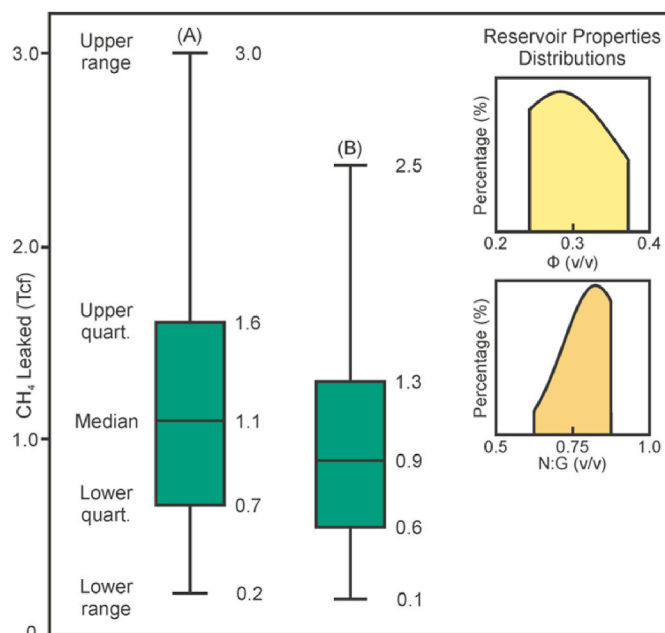 CH₄ Leaked (Tcf)
3.0
2.0
1.0
0
Upper
range
Upper
quart.
Median
Lower
quart.
Lower
range
(A)
3.0
1.6
1.1
0.7
0.2
(B)
2.5
1.3
0.9
0.6
0.1
Reservoir Properties
Distributions
Percentage (%)
0.2 0.3 0.4
Φ (v/v)
Percentage (%)
0.5 0.75 1.0
N:G (v/v)